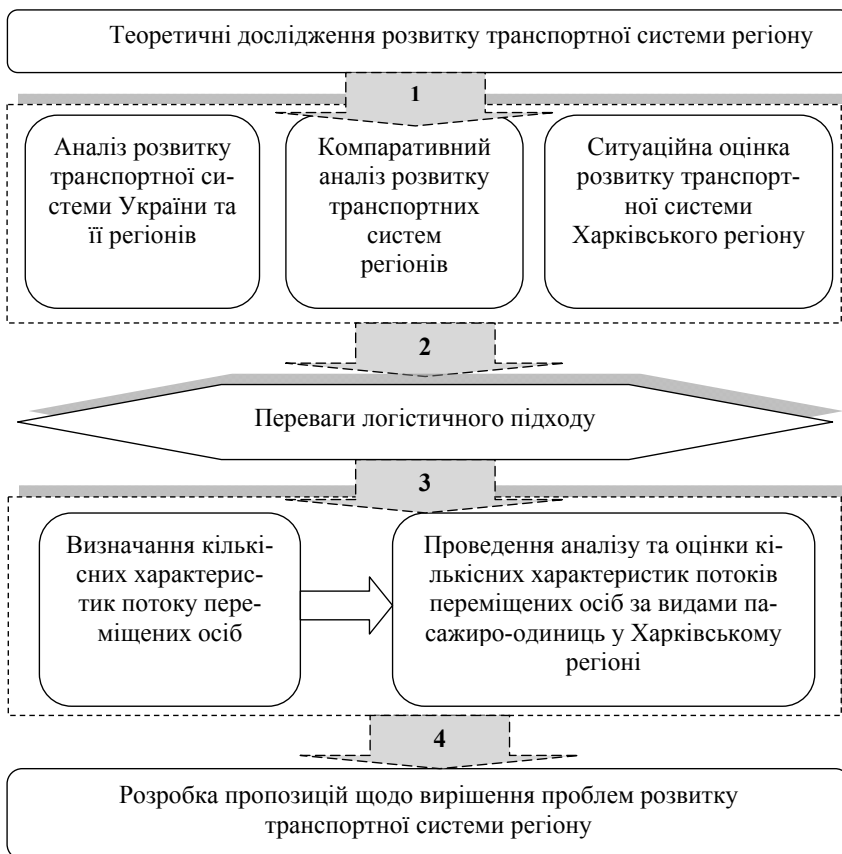 Теоретичні дослідження розвитку транспортної системи регіону
1
Аналіз розвитку
транспортної си-
стеми України та
її регіонів
Компаративний
аналіз розвитку
транспортних
систем
регіонів
Ситуаційна оцінка
розвитку транспорт-
ної системи
Харківського регіону
2
Переваги логістичного підходу
3
Визначання кількі-
сних характерис-
тик потоку пере-
міщених осіб
Проведення аналізу та оцінки кі-
лькісних характеристик потоків
переміщених осіб за видами па-
сажиро-одиниць у Харківському
регіоні
4
Розробка пропозицій щодо вирішення проблем розвитку
транспортної системи регіону